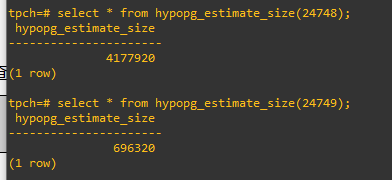 tpch=# select * from hypopg_estimate_size(24748);
hypopg_estimate_size
----------------------
4177920
(1 row)
tpch=# select * from hypopg_estimate_size(24749);
hypopg_estimate_size
----------------------
696320
(1 row)